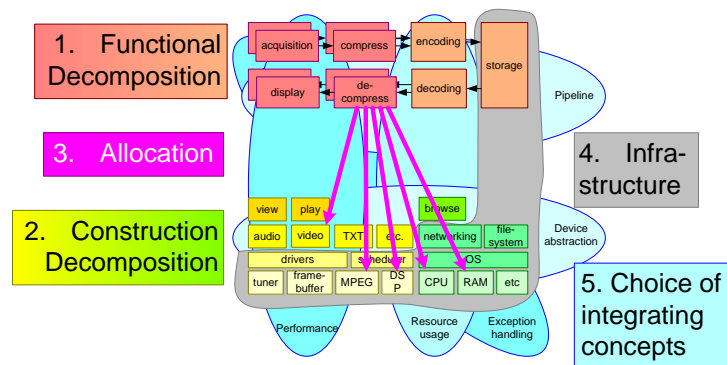 1. Functional
Decomposition
acquisition
compress
encoding
storage
display
de-
compress
decoding
Pipeline
3. Allocation
4. Infra-
structure
view
play
browse
2. Construction
Decomposition
audio
video
TXT
etc.
networking
file-
system
Device
abstraction
drivers
scheduler
OS
tuner
frame-
buffer
MPEG
DS
P
CPU
RAM
etc
5. Choice of
integrating
concepts
Performance
Resource
usage
Exception
handling